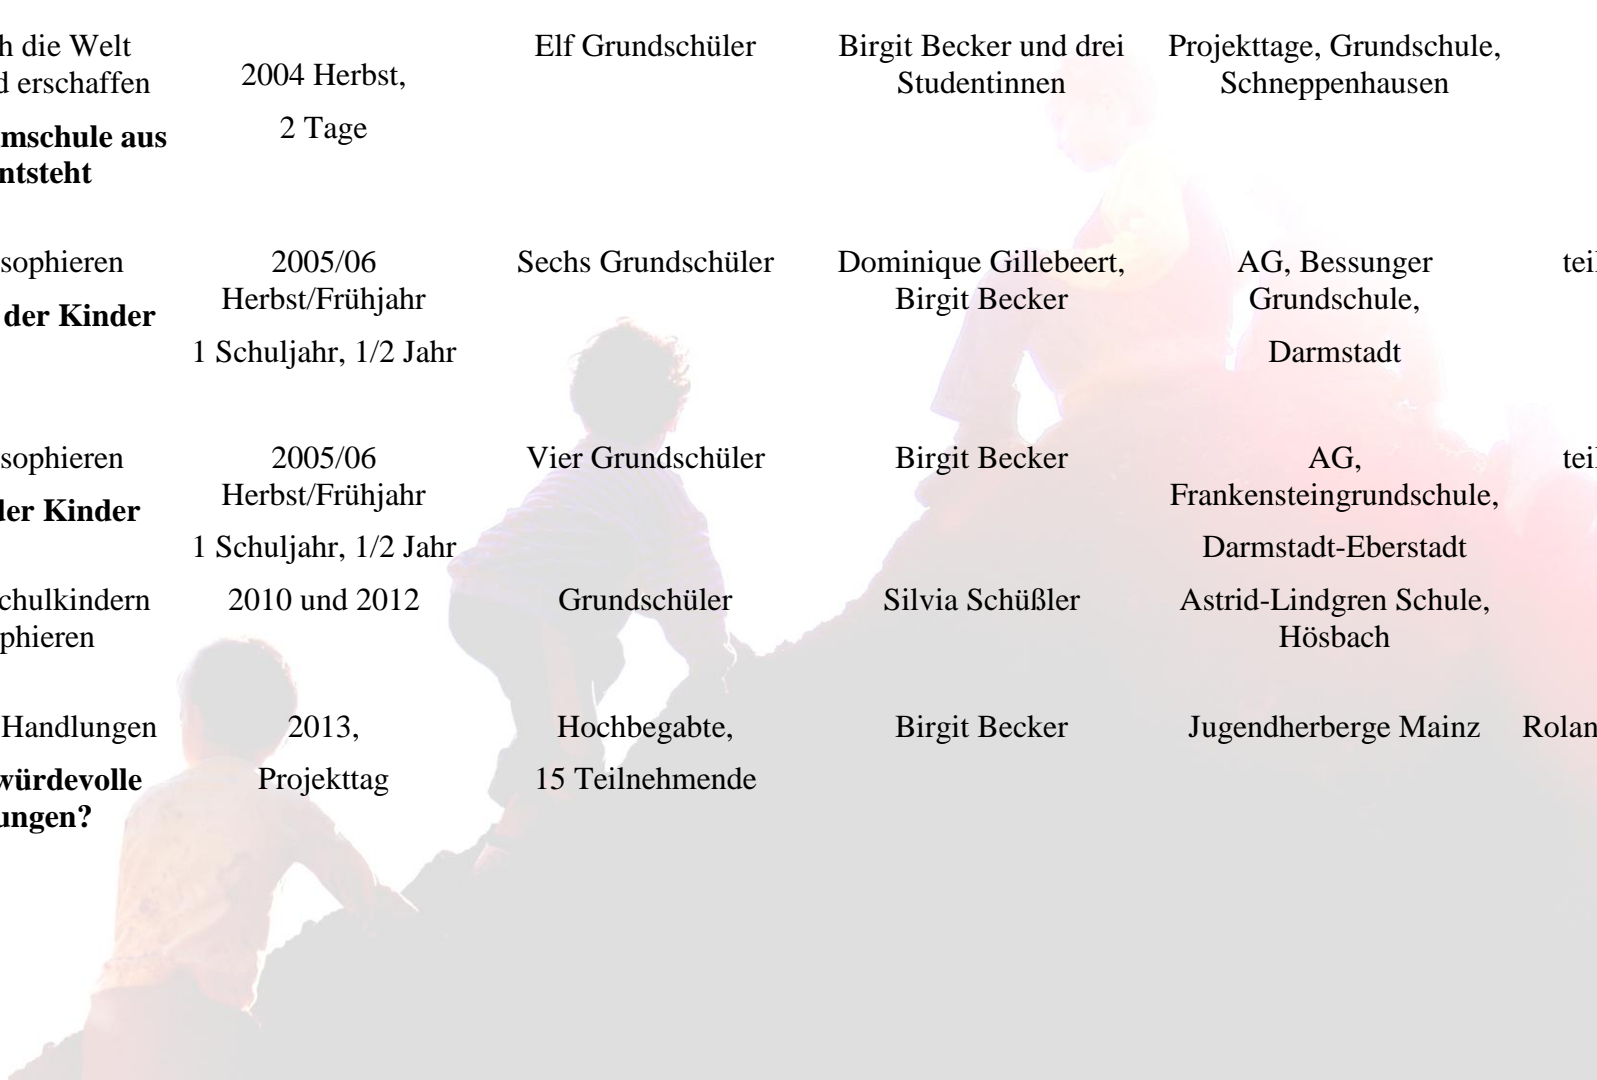 h die Welt
d erschaffen
mschule aus
ntsteht
2004 Herbst,
2 Tage
Elf Grundschüler
Birgit Becker und drei
Studentinnen
Projekttage, Grundschule,
Schneppenhausen
sophieren
der Kinder
2005/06
Herbst/Frühjahr
1 Schuljahr, 1/2 Jahr
Sechs Grundschüler
Dominique Gillebeert,
Birgit Becker
AG, Bessunger
Grundschule,
Darmstadt
teil
sophieren
der Kinder
2005/06
Herbst/Frühjahr
1 Schuljahr, 1/2 Jahr
Vier Grundschüler
Birgit Becker
AG,
Frankensteingrundschule,
Darmstadt-Eberstadt
teil
chulkindern
phieren
2010 und 2012
Grundschüler
Silvia Schüßler
Astrid-Lindgren Schule,
Hösbach
Handlungen
würdevolle
ungen?
2013,
Projekttag
Hochbegabte,
15 Teilnehmende
Birgit Becker
Jugendherberge Mainz
Rolan